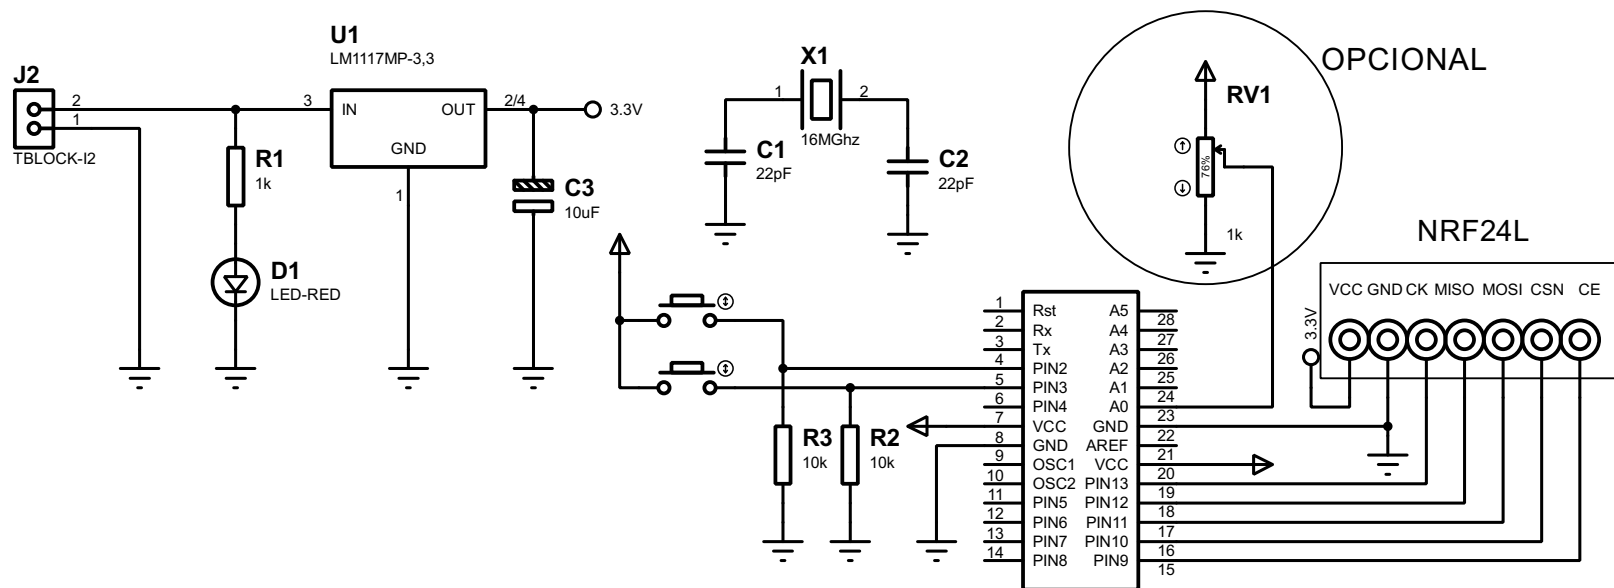 J2
2
1
TBLOCK-I2
R1
1k
D1
LED-RED
U1
LM1117MP-3,3
3
IN
OUT
2/4
GND
1
3.3V
C3
10uF
X1
1
2
16MGhz
C1
22pF
C2
22pF
OPCIONAL
RV1
76%
1k
NRF24L
VCC GND CK MISO MOSI CSN CE
3.3V
R3
10k
R2
10k
1 Rst A5 28
2 Rx A4 27
3 Tx A3 26
4 PIN2 A2 25
5 PIN3 A1 24
6 PIN4 A0 23
7 VCC GND 22
8 GND AREF 21
9 OSC1 VCC 20
10 OSC2 PIN13 19
11 PIN5 PIN12 18
12 PIN6 PIN11 17
13 PIN7 PIN10 16
14 PIN8 PIN9 15